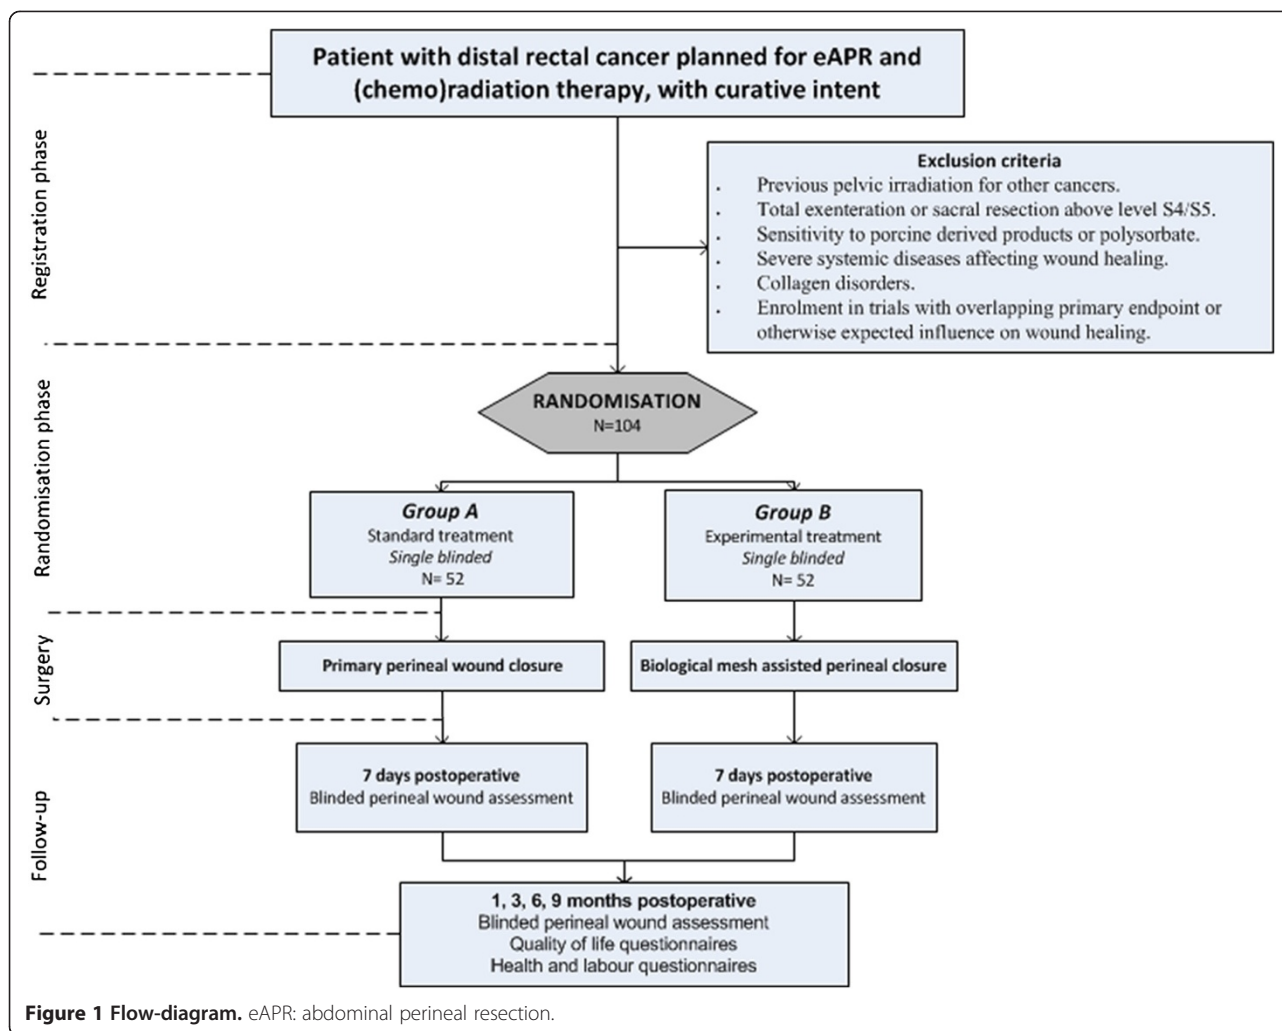 Patient with distal rectal cancer planned for eAPR and
(chemo)radiation therapy, with curative intent
Registration phase
Exclusion criteria
. Previous pelvic irradiation for other cancers.
. Total exenteration or sacral resection above level S4/S5.
. Sensitivity to porcine derived products or polysorbate.
. Severe systemic diseases affecting wound healing.
. Collagen disorders.
. Enrolment in trials with overlapping primary endpoint or
otherwise expected influence on wound healing.
Randomisation phase
RANDOMISATION
N=104
Group A
Standard treatment
Single blinded
N= 52
Group B
Experimental treatment
Single blinded
N= 52
Surgery
Primary perineal wound closure
Biological mesh assisted perineal closure
Follow-up
7 days postoperative
Blinded perineal wound assessment
7 days postoperative
Blinded perineal wound assessment
1, 3, 6, 9 months postoperative
Blinded perineal wound assessment
Quality of life questionnaires
Health and labour questionnaires
Figure 1 Flow-diagram. eAPR: abdominal perineal resection.